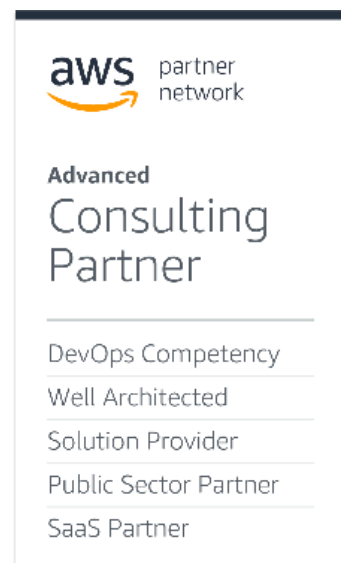 aws partner
network
Advanced
Consulting
Partner
DevOps Competency
Well Architected
Solution Provider
Public Sector Partner
SaaS Partner